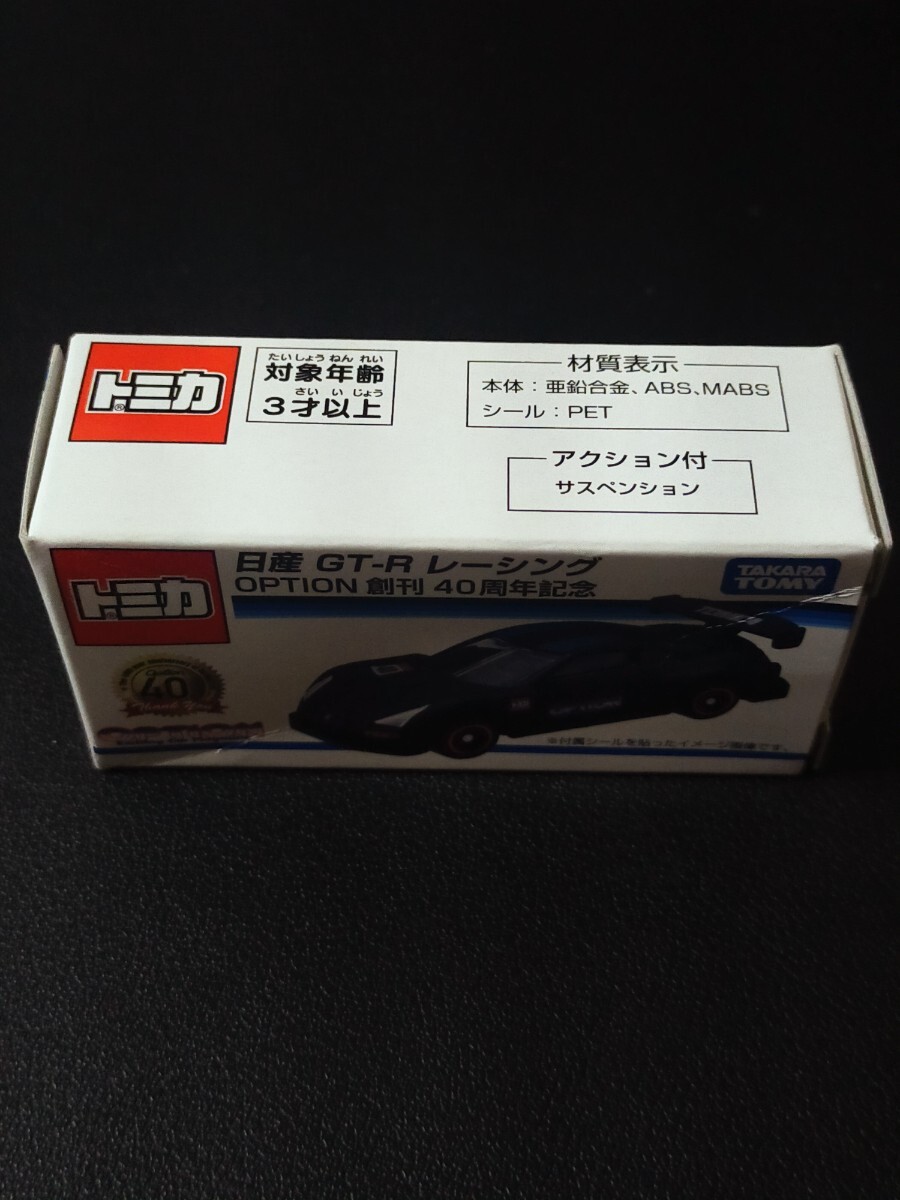 トミカ®
たいしょう ねん れい
対象年齢
さい い じょう
3才以上
材質表示
本体：亜鉛合金、ABS、MABS
シール：PET
アクション付
サスペンション
トミカ®
日産 GT-R レーシング
OPTION 創刊 40周年記念
TAKARA
TOMY
40
Thank You
※付属シールを貼ったイメージ画像です。